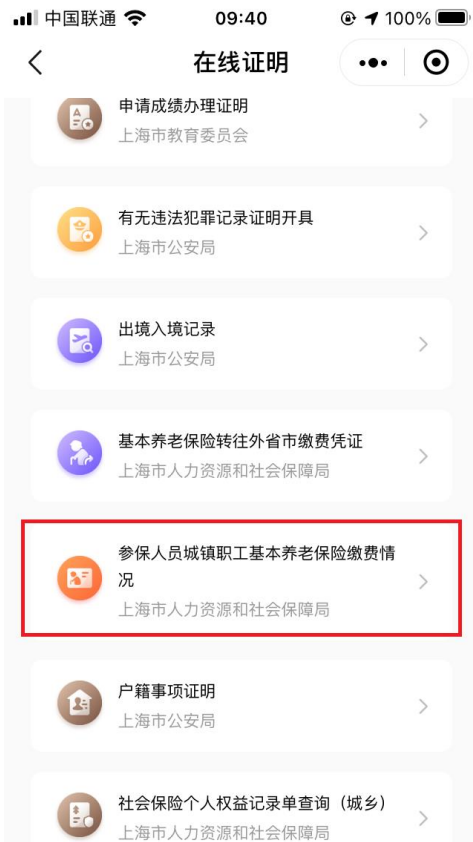 中国联通 09:40 100%
在线证明
申请成绩办理证明
上海市教育委员会
有无违法犯罪记录证明开具
上海市公安局
出境入境记录
上海市公安局
基本养老保险转往外省市缴费凭证
上海市人力资源和社会保障局
参保人员城镇职工基本养老保险缴费情
况
上海市人力资源和社会保障局
户籍事项证明
上海市公安局
社会保险个人权益记录单查询（城乡）
上海市人力资源和社会保障局